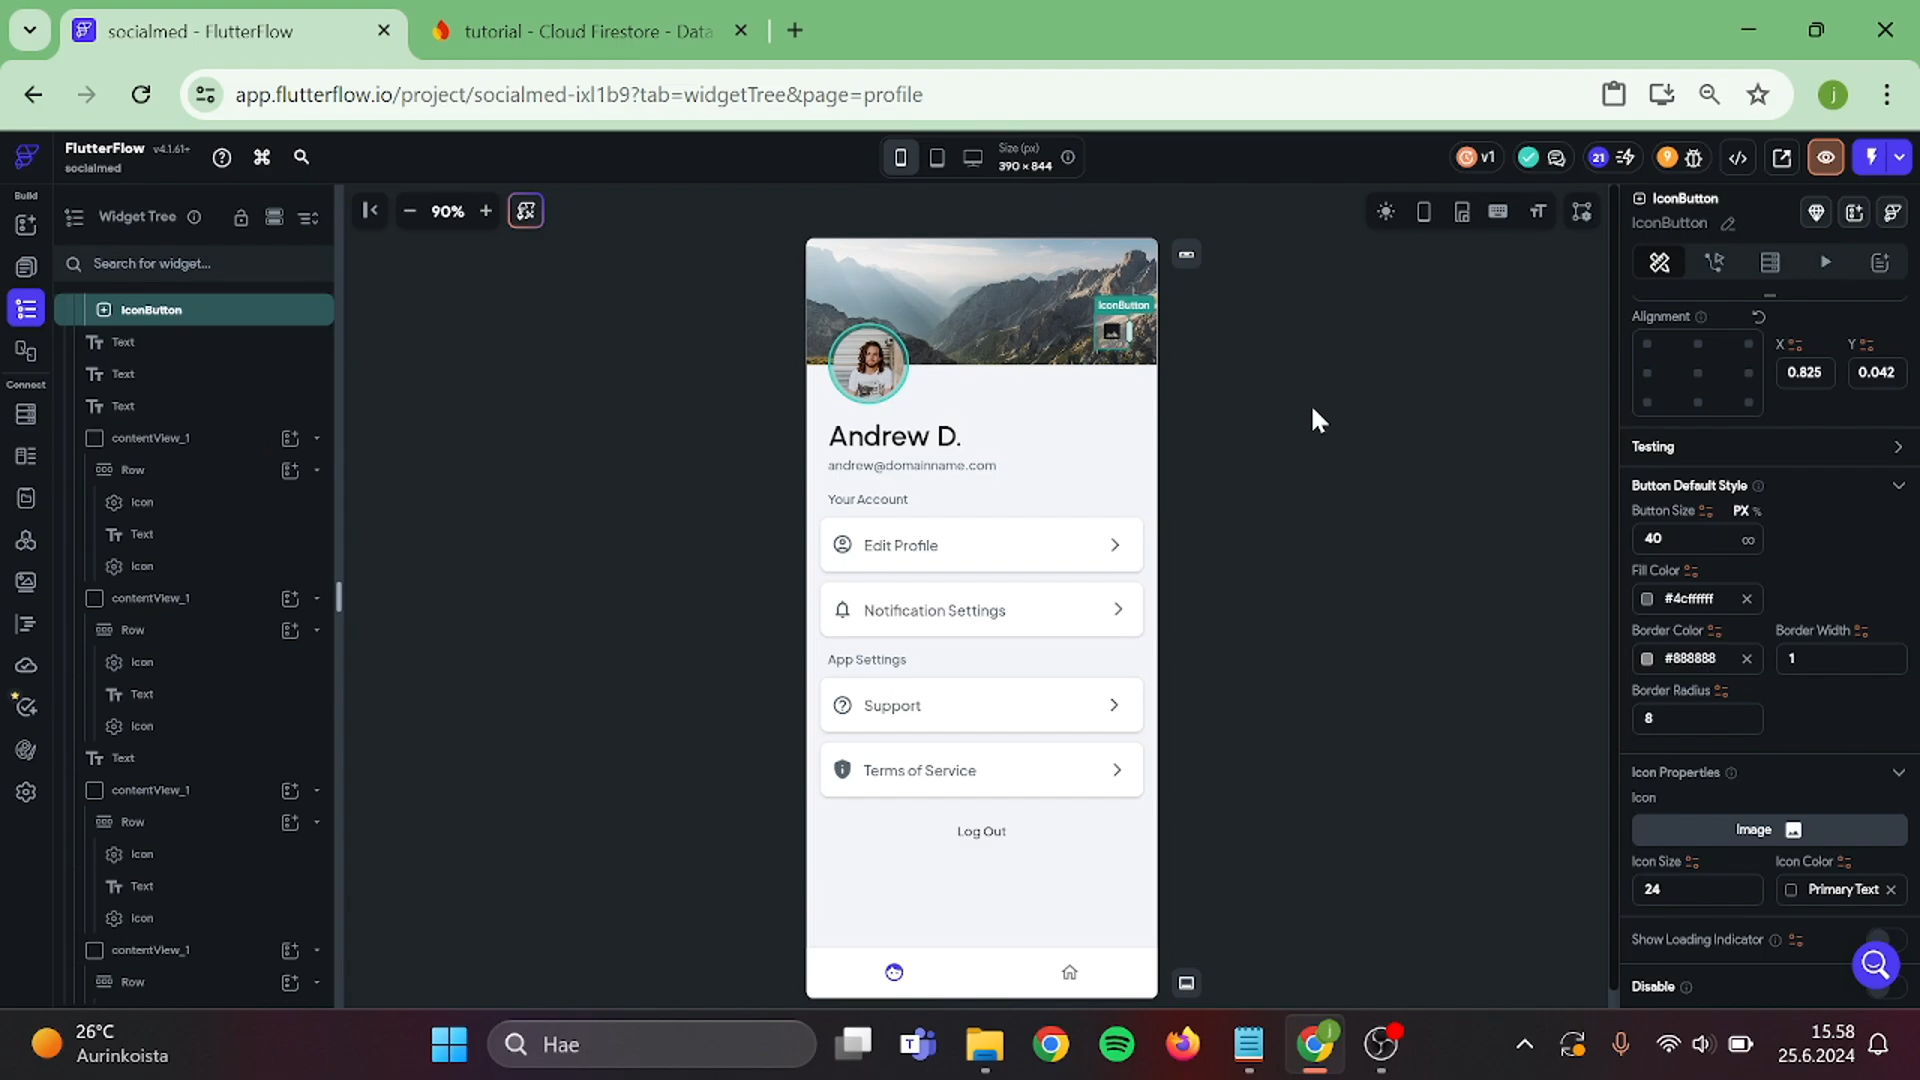 socialmed - FlutterFlow
tutorial - Cloud Firestore - Data
app.flutterflow.io/project/socialmed-ixl1b9?tab=widgetTree&page=profile
j
FlutterFlow v4.1.61+
socialmed
Size (px)
390 × 844
v1
21
9
Build
Widget Tree
90%
IconButton
IconButton
Search for widget...
IconButton
Text
Text
Text
contentView_1
Row
Icon
Text
Icon
contentView_1
Row
Icon
Text
Icon
Text
contentView_1
Row
Icon
Text
Icon
contentView_1
Row
Connect
IconButton
Andrew D.
andrew@domainname.com
Your Account
Edit Profile
Notification Settings
App Settings
Support
Terms of Service
Log Out
Alignment
X
Y
0.825
0.042
Testing
Button Default Style
Button Size
PX %
40
Fill Color
#4cffffff
Border Color
Border Width
#888888
1
Border Radius
8
Icon Properties
Icon
Image
Icon Size
Icon Color
24
Primary Text
Show Loading Indicator
Disable
26°C
Aurinkoista
Hae
j
15.58
25.6.2024